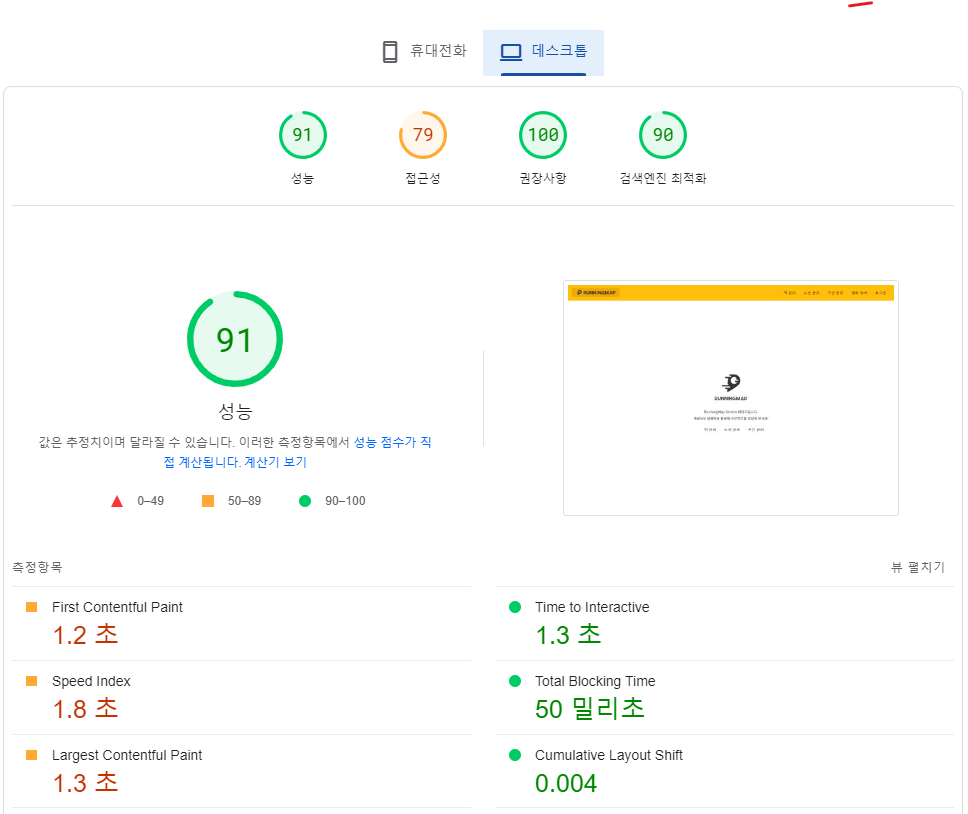 휴대전화
데스크톱
91
79
100
90
성능
접근성
권장사항
검색엔진 최적화
91
성능
값은 추정치이며 달라질 수 있습니다. 이러한 측정항목에서 성능 점수가 직
접 계산됩니다. 계산기 보기
0–49
50–89
90–100
RUNNINGMAP
RUNNINGMAP
측정항목
뷰 펼치기
First Contentful Paint
1.2 초
Time to Interactive
1.3 초
Speed Index
1.8 초
Total Blocking Time
50 밀리초
Largest Contentful Paint
1.3 초
Cumulative Layout Shift
0.004